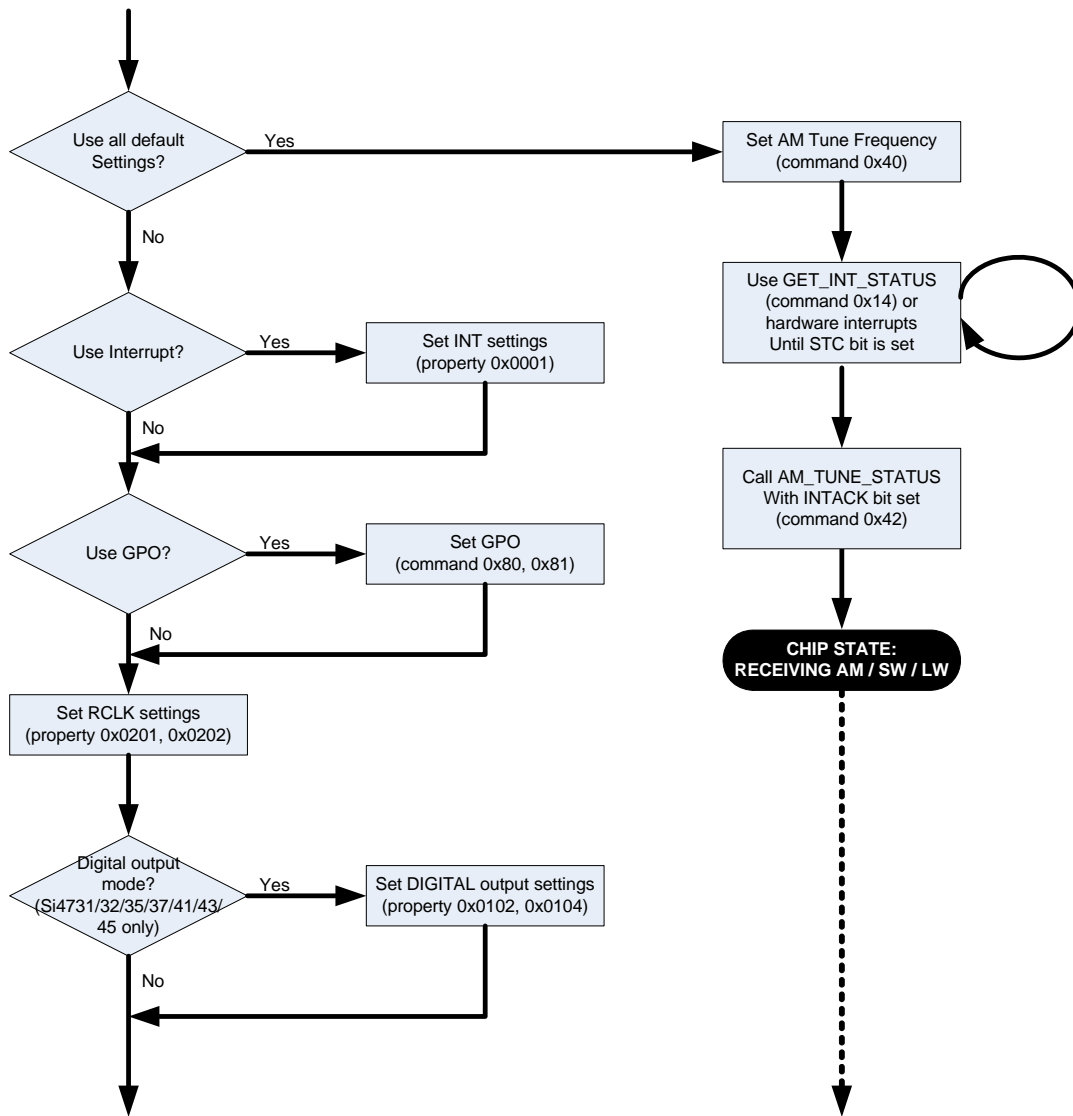 Use all default
Settings?
Yes
Set AM Tune Frequency
(command 0x40)
No
Use GET_INT_STATUS
(command 0x14) or
hardware interrupts
Until STC bit is set
Use Interrupt?
Yes
Set INT settings
(property 0x0001)
No
Call AM_TUNE_STATUS
With INTACK bit set
(command 0x42)
Use GPO?
Yes
Set GPO
(command 0x80, 0x81)
No
CHIP STATE:
RECEIVING AM / SW / LW
Set RCLK settings
(property 0x0201, 0x0202)
Digital output
mode?
(Si4731/32/35/37/41/43/
45 only)
Yes
Set DIGITAL output settings
(property 0x0102, 0x0104)
No